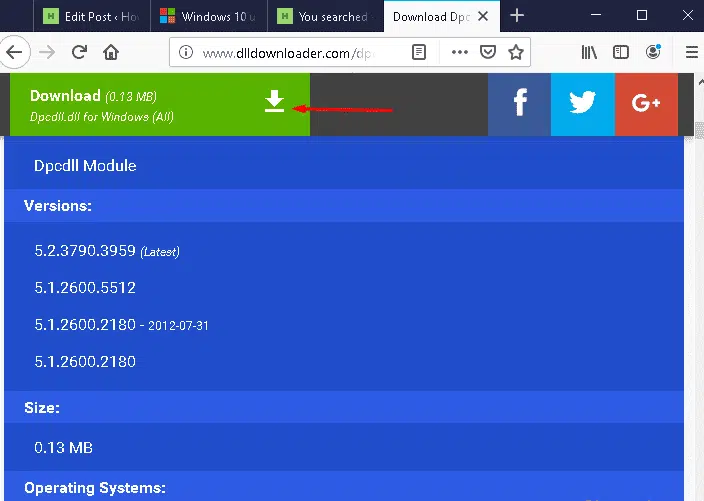 Edit Post ‹ Ho
Windows 10 u
You searched
Download Dpc
www.dlldownloader.com/dp
Download (0.13 MB)
Dpcdll.dll for Windows (All)
f
G+
Dpcdll Module
Versions:
5.2.3790.3959 (Latest)
5.1.2600.5512
5.1.2600.2180 - 2012-07-31
5.1.2600.2180
Size:
0.13 MB
Operating Systems: